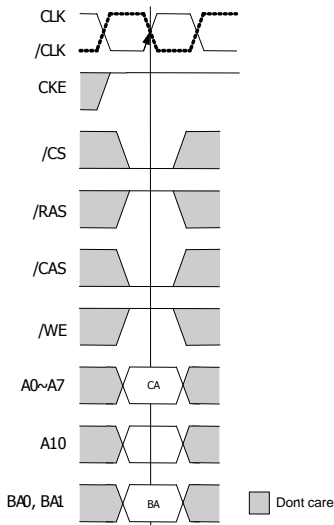 CLK
/CLK
CKE
/CS
/RAS
/CAS
/WE
A0~A7
CA
A10
BA0, BA1
BA
Dont care